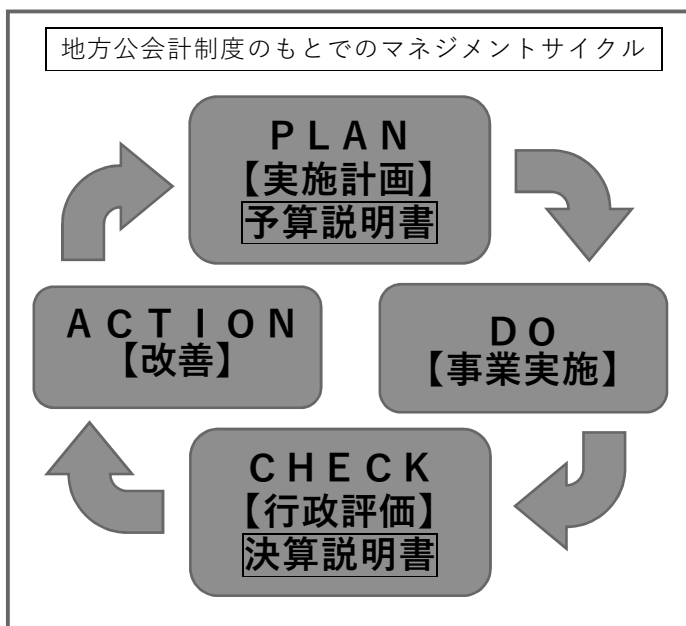 地方公会計制度のもとでのマネジメントサイクル
ＰＬＡＮ
【実施計画】
予算説明書
ＡＣＴＩＯＮ
【改善】
ＤＯ
【事業実施】
ＣＨＥＣＫ
【行政評価】
決算説明書